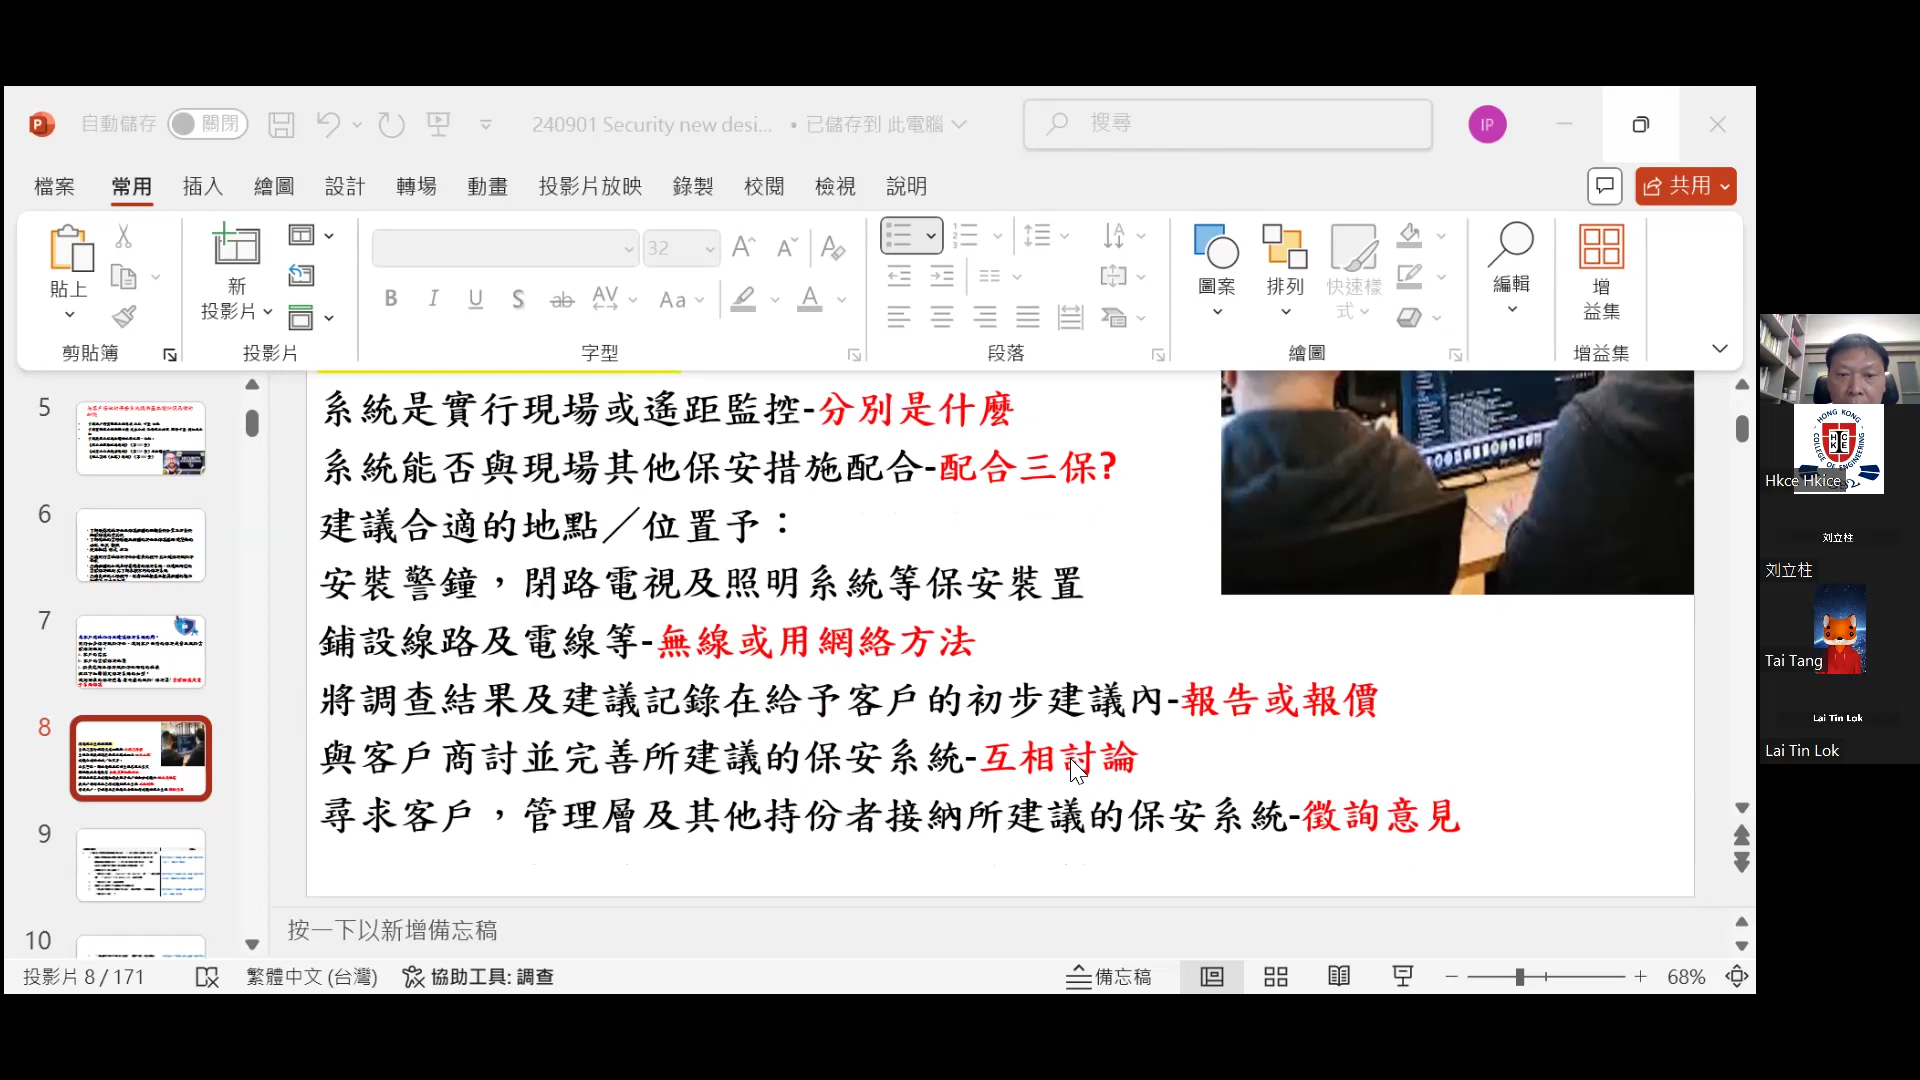 自動儲存 關閉 240901 Security new desi... • 已儲存到 此電腦 搜尋 IP
檔案 常用 插入 繪圖 設計 轉場 動畫 投影片放映 錄製 校閱 檢視 說明 共用
貼上 新 投影片 32 圖案 排列 快速樣式 編輯 增益集
剪貼簿 投影片 字型 段落 繪圖 增益集
5
6
7
8
9
10
系統是實行現場或遙距監控-分別是什麼
系統能否與現場其他保安措施配合-配合三保?
建議合適的地點／位置予：
安裝警鐘，閉路電視及照明系統等保安裝置
鋪設線路及電線等-無線或用網絡方法
將調查結果及建議記錄在給予客戶的初步建議內-報告或報價
與客戶商討並完善所建議的保安系統-互相討論
尋求客戶，管理層及其他持份者接納所建議的保安系統-徵詢意見
按一下以新增備忘稿
投影片 8 / 171 繁體中文 (台灣) 協助工具: 調查 備忘稿 68%
HONG KONG
HKCE
COLLEGE OF ENGINEERING
Hkce Hkice
刘立柱
刘立柱
Tai Tang
Lai Tin Lok
Lai Tin Lok